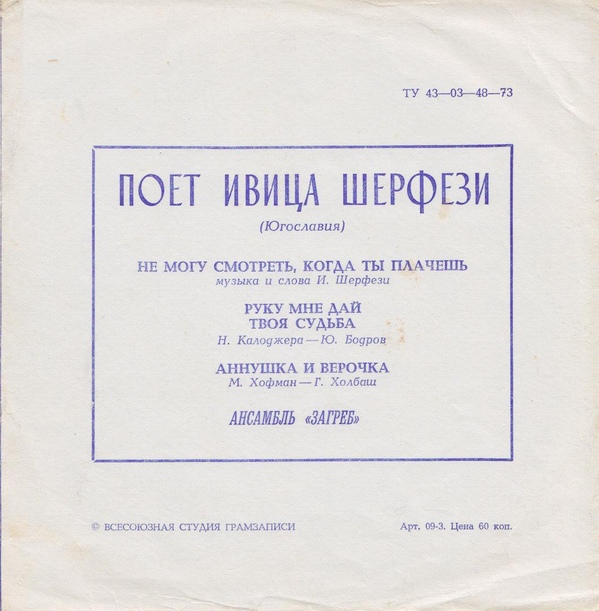 ТУ 43—03—48—73
ПОЕТ ИВИЦА ШЕРФЕЗИ
(Югославия)
НЕ МОГУ СМОТРЕТЬ, КОГДА ТЫ ПЛАЧЕШЬ
музыка и слова И. Шерфези
РУКУ МНЕ ДАЙ
ТВОЯ СУДЬБА
Н. Калоджера — Ю. Бодров
АННУШКА И ВЕРОЧКА
М. Хофман — Г. Холбаш
АНСАМБЛЬ «ЗАГРЕБ»
© ВСЕСОЮЗНАЯ СТУДИЯ ГРАМЗАПИСИ
Арт. 09-3. Цена 60 коп.